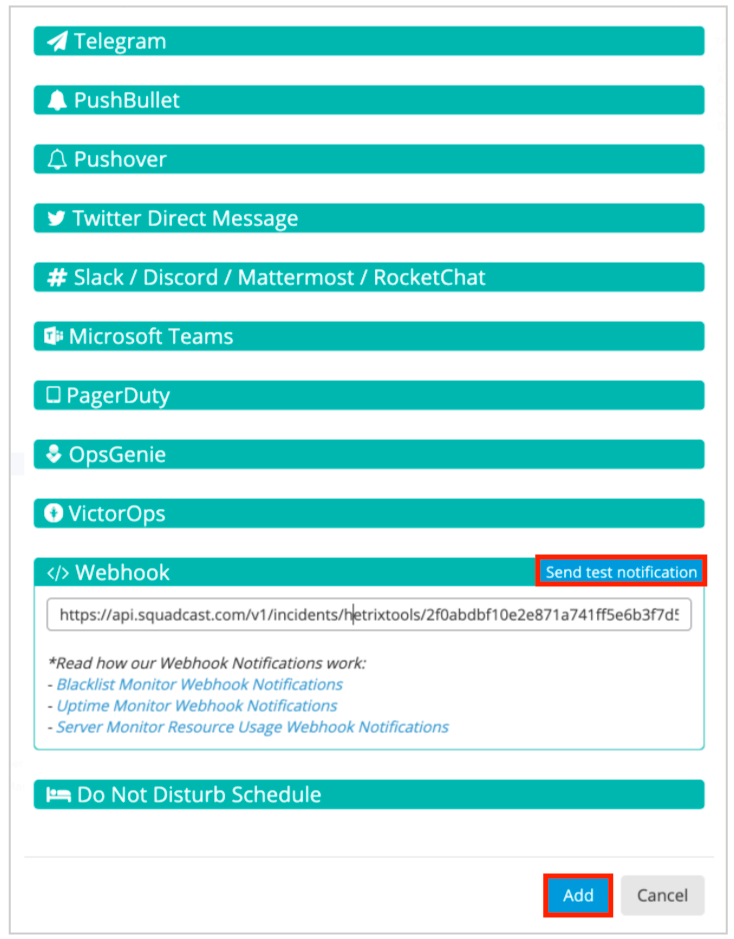 Telegram
PushBullet
Pushover
Twitter Direct Message
# Slack / Discord / Mattermost / RocketChat
Microsoft Teams
PagerDuty
OpsGenie
VictorOps
</> Webhook
Send test notification
https://api.squadcast.com/v1/incidents/hetrixtools/2f0abdbf10e2e871a741ff5e6b3f7d5
*Read how our Webhook Notifications work:
- Blacklist Monitor Webhook Notifications
- Uptime Monitor Webhook Notifications
- Server Monitor Resource Usage Webhook Notifications
Do Not Disturb Schedule
Add
Cancel